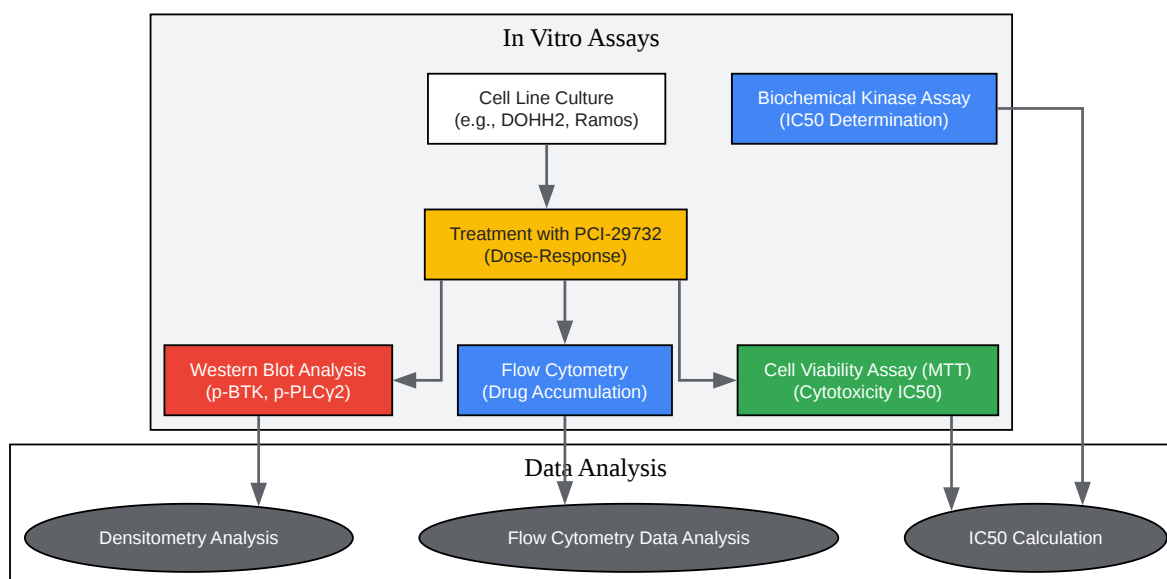 In Vitro Assays
Cell Line Culture
(e.g., DOHH2, Ramos)
Biochemical Kinase Assay
(IC50 Determination)
Treatment with PCI-29732
(Dose-Response)
Western Blot Analysis
(p-BTK, p-PLCγ2)
Flow Cytometry
(Drug Accumulation)
Cell Viability Assay (MTT)
(Cytotoxicity IC50)
Data Analysis
Densitometry Analysis
Flow Cytometry Data Analysis
IC50 Calculation